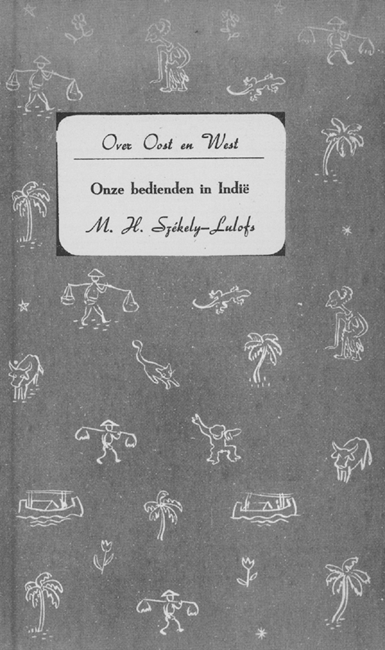 Over Oost en West
Onze bedienden in Indië
M. H. Székely-Lulofs